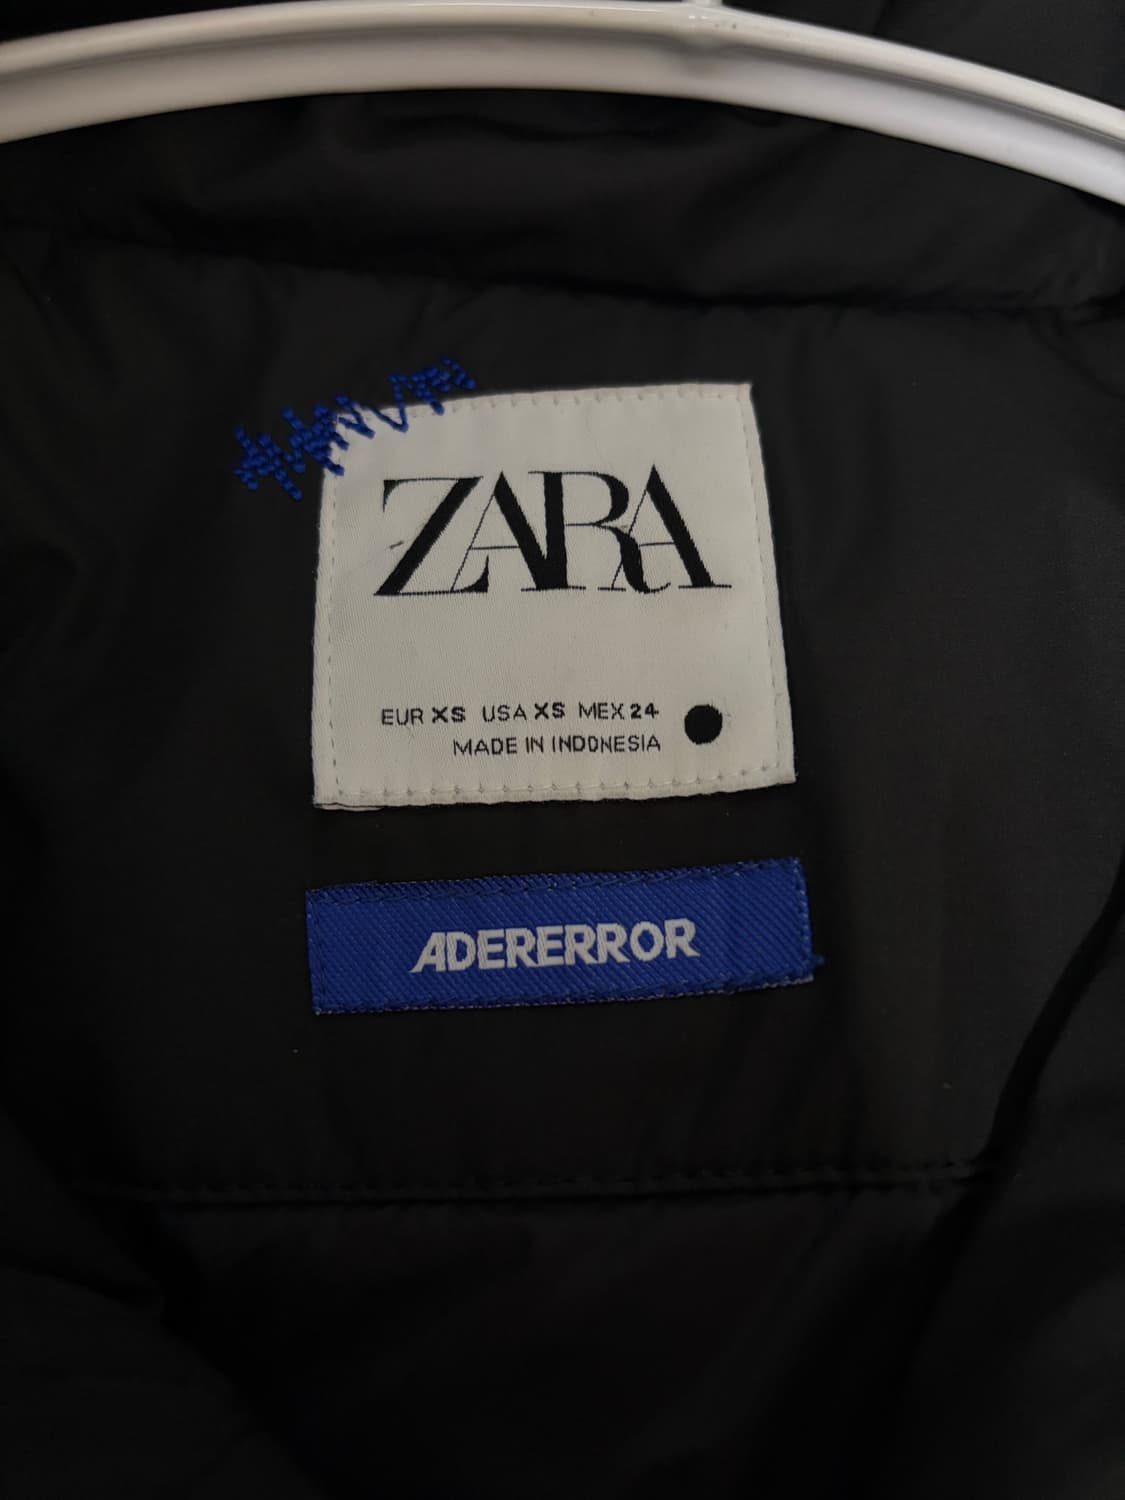 ZARA
EUR XS USA XS MEX 24
MADE IN INDONESIA
ADERERROR